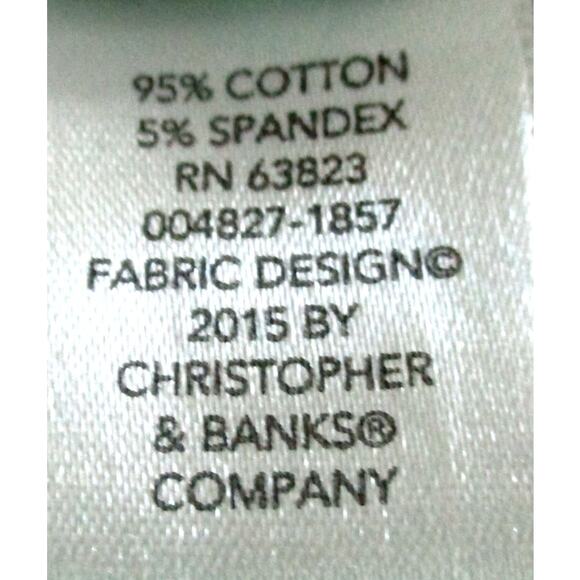 95% COTTON
5% SPANDEX
RN 63823
004827-1857
FABRIC DESIGN©
2015 BY
CHRISTOPHER
& BANKS®
COMPANY